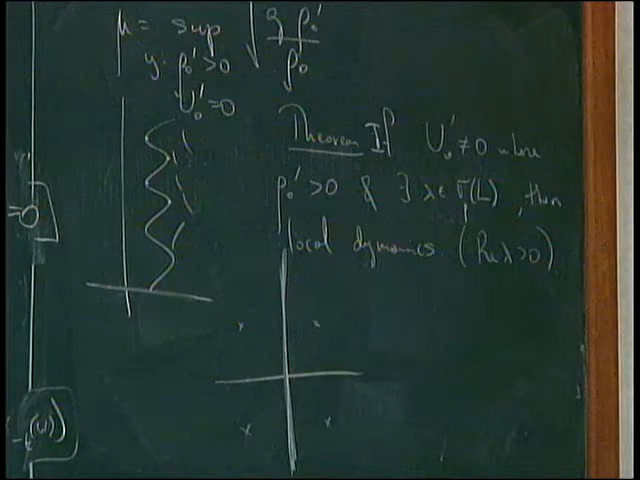 μ = sup √(g ρ₀'/ρ₀)
y: ρ₀' > 0
U₀' = 0
Theorem If U₀' ≠ 0 where
ρ₀' > 0 & ∃ λ ∈ σ(L), then
local dynamics (Re λ > 0)
= 0
(u)